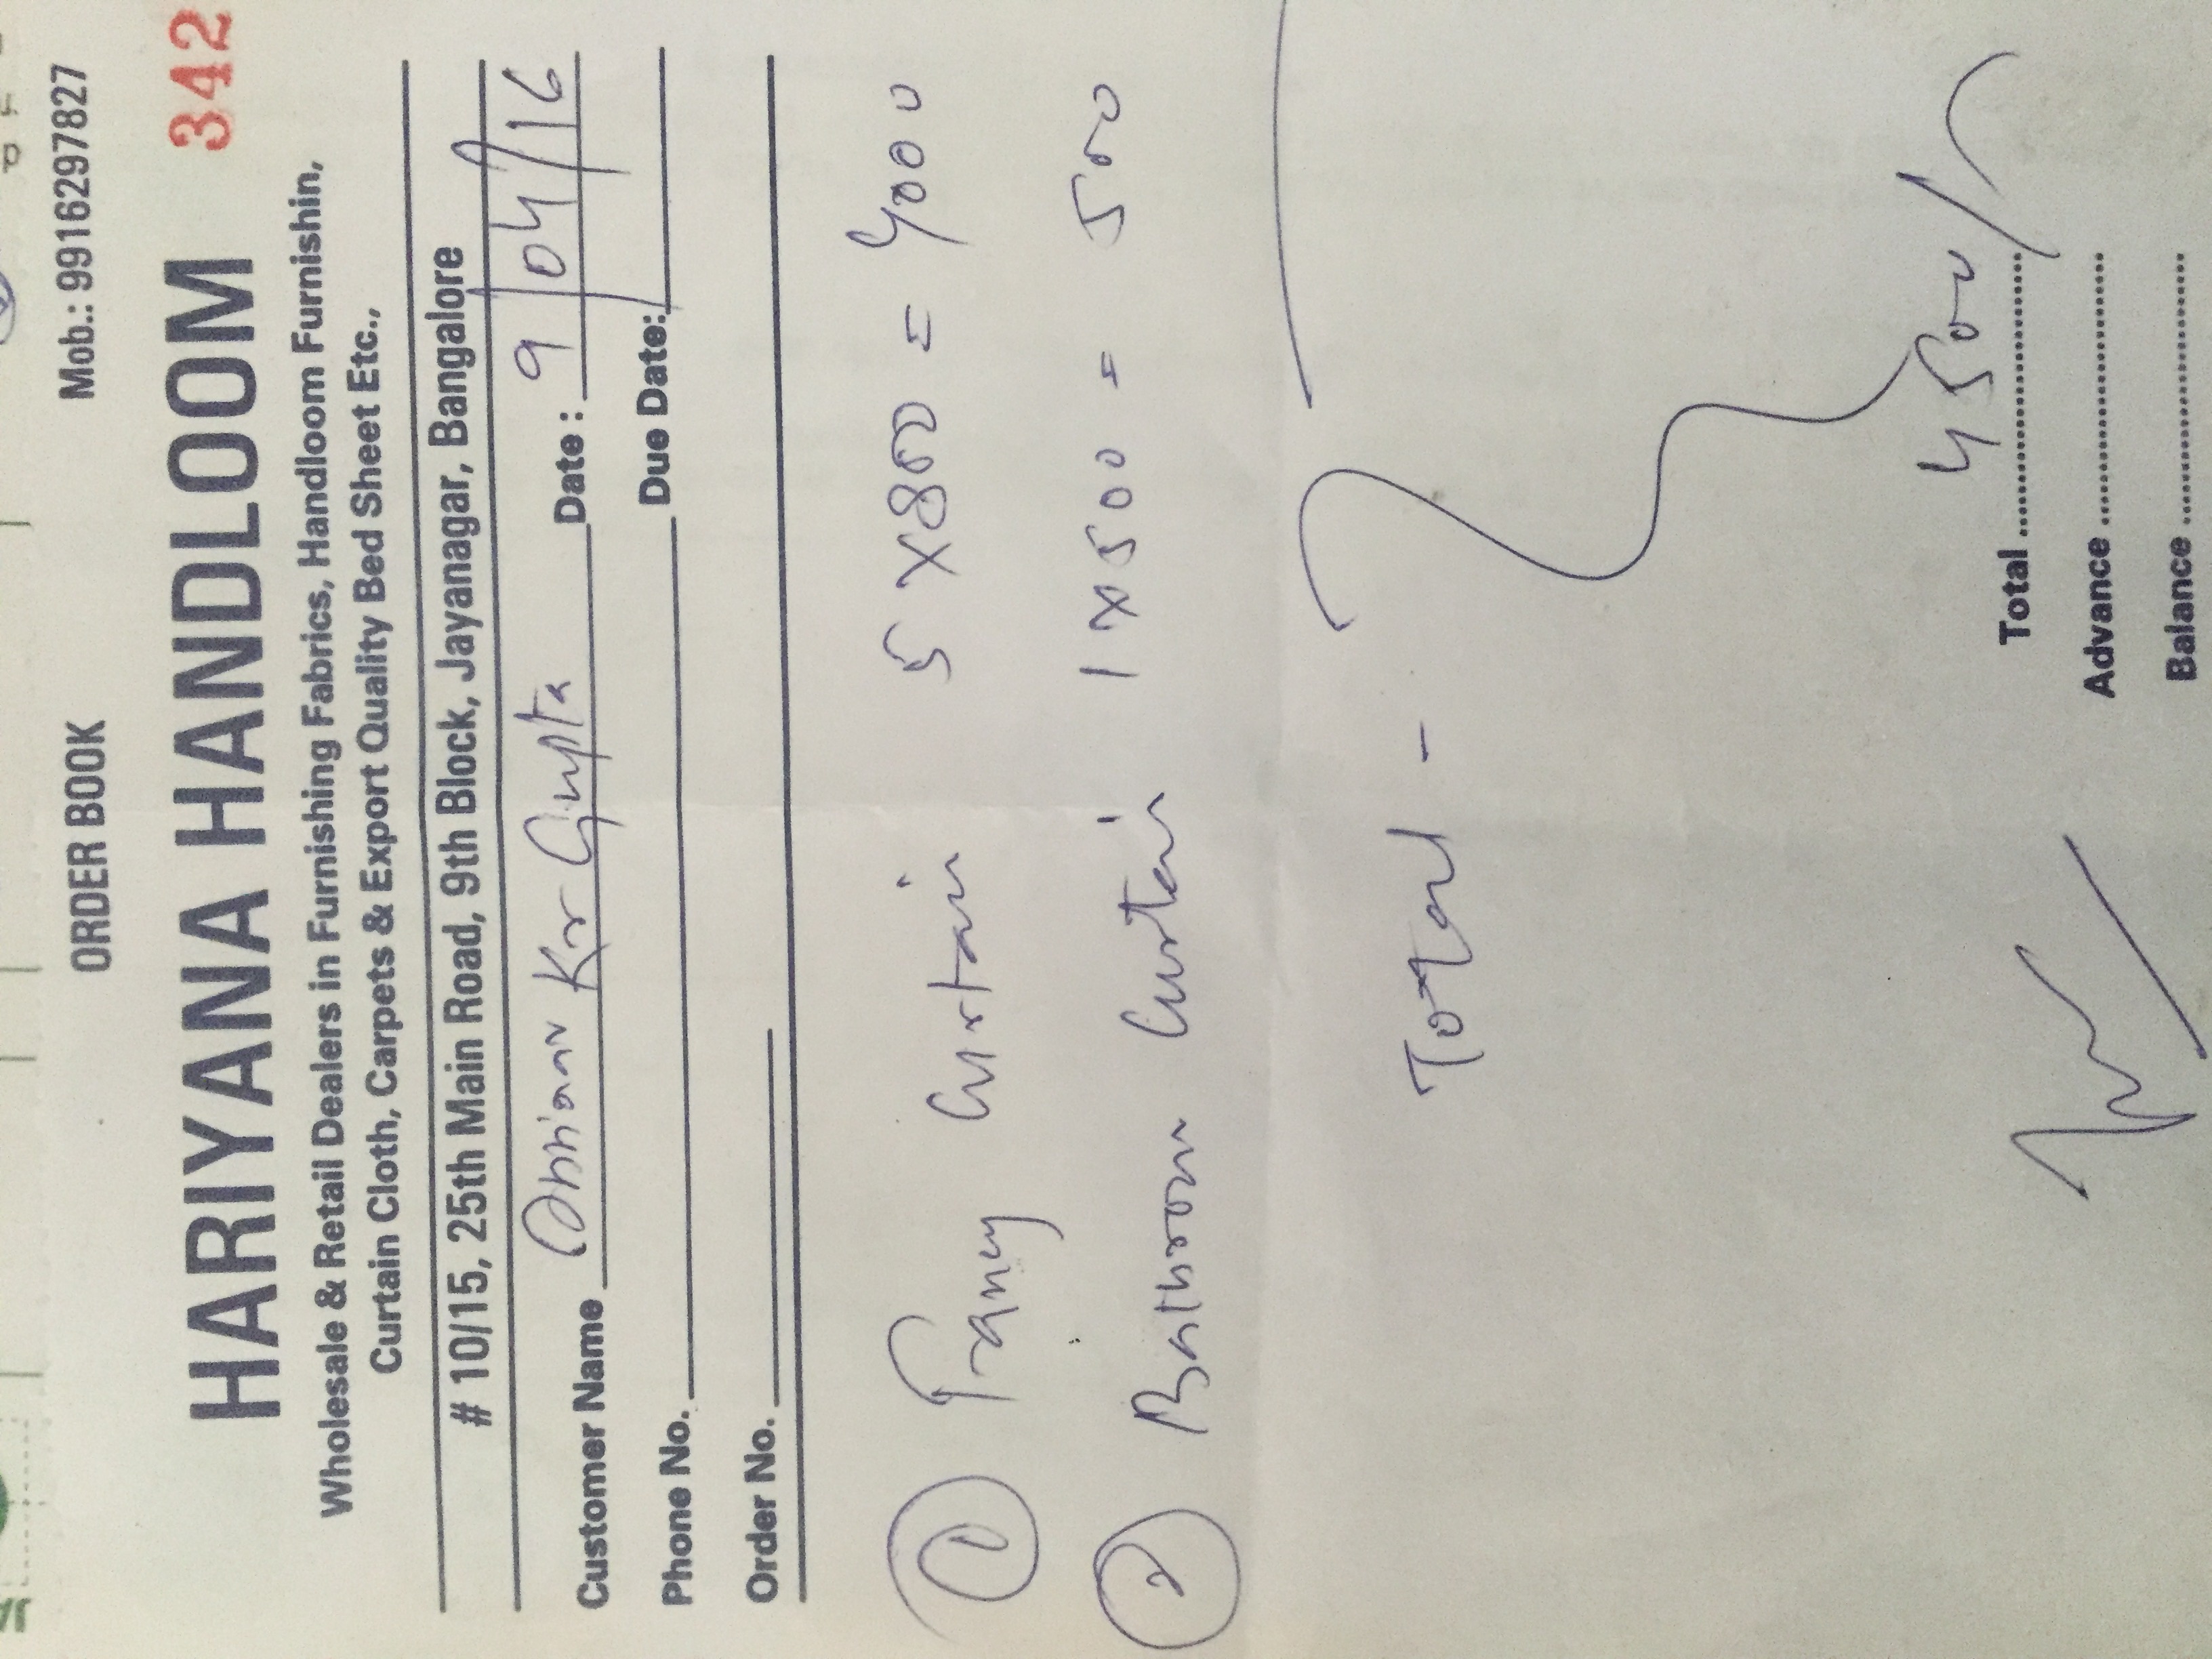 ORDER BOOK
Mob.: 9916297827
HARIYANA HANDLOOM
342
Wholesale & Retail Dealers in Furnishing Fabrics, Handloom Furnishin,
Curtain Cloth, Carpets & Export Quality Bed Sheet Etc.,
# 10/15, 25th Main Road, 9th Block, Jayanagar, Bangalore
Customer Name Kr Gupta Date : 9/04/16
Phone No. Due Date:
Order No.
1 Francy Curtain 5 X 800 = 4000
2 Bathroom Curtain 1 X 500 = 500
Total -
Total 4500/-
Advance
Balance